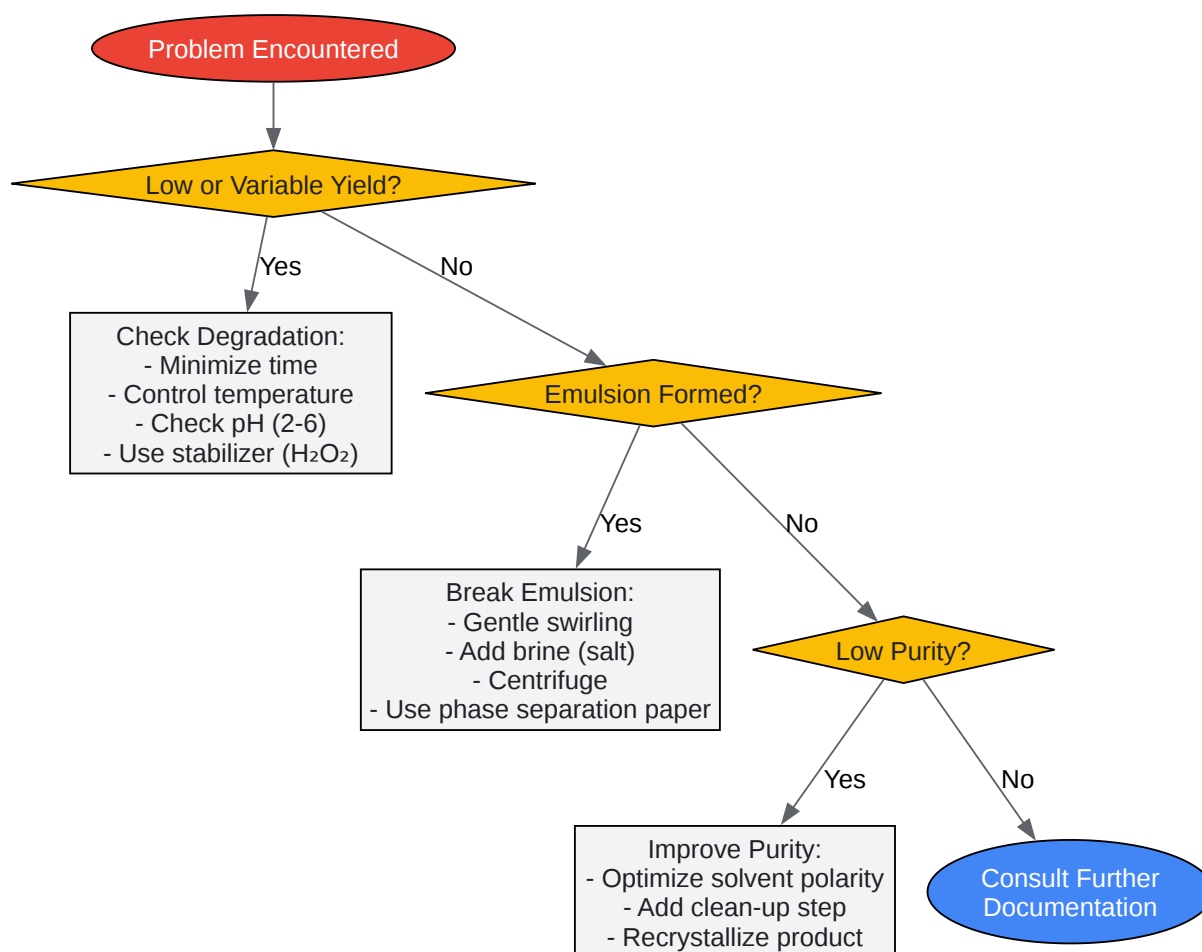 Problem Encountered
Low or Variable Yield?
Yes
No
Check Degradation:
- Minimize time
- Control temperature
- Check pH (2-6)
- Use stabilizer (H₂O₂)
Emulsion Formed?
Yes
No
Break Emulsion:
- Gentle swirling
- Add brine (salt)
- Centrifuge
- Use phase separation paper
Low Purity?
Yes
No
Improve Purity:
- Optimize solvent polarity
- Add clean-up step
- Recrystallize product
Consult Further
Documentation